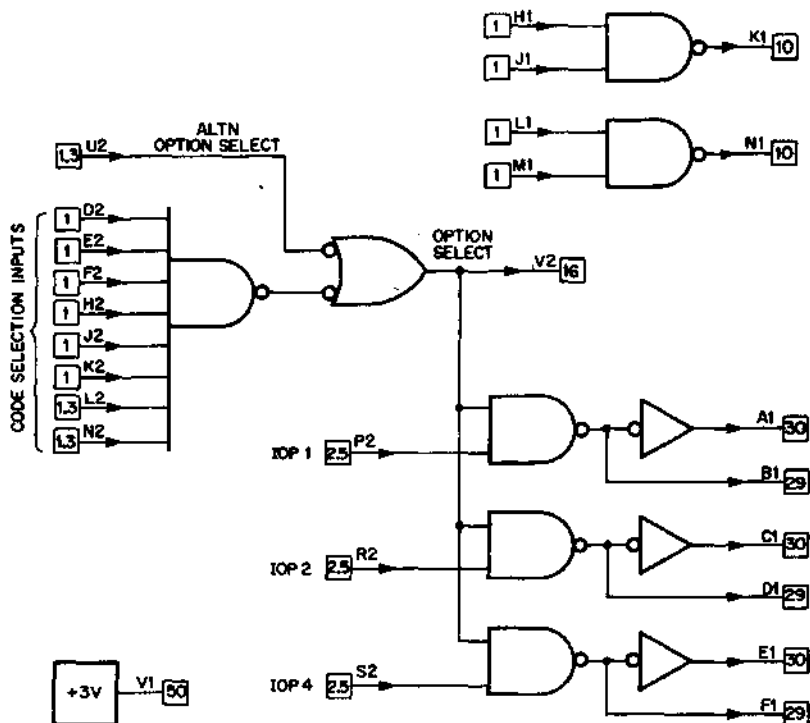 H1
1
K1
10
J1
1
L1
1
N1
10
M1
1
ALTN
OPTION SELECT
U2
1.3
CODE SELECTION INPUTS
D2
1
E2
1
F2
1
H2
1
J2
1
K2
1
L2
1.3
N2
1.3
OPTION
SELECT
V2
16
IOP 1
2.5
P2
A1
30
B1
29
IOP 2
2.5
R2
C1
30
D1
29
IOP 4
2.5
S2
E1
30
F1
29
+3V
V1
50